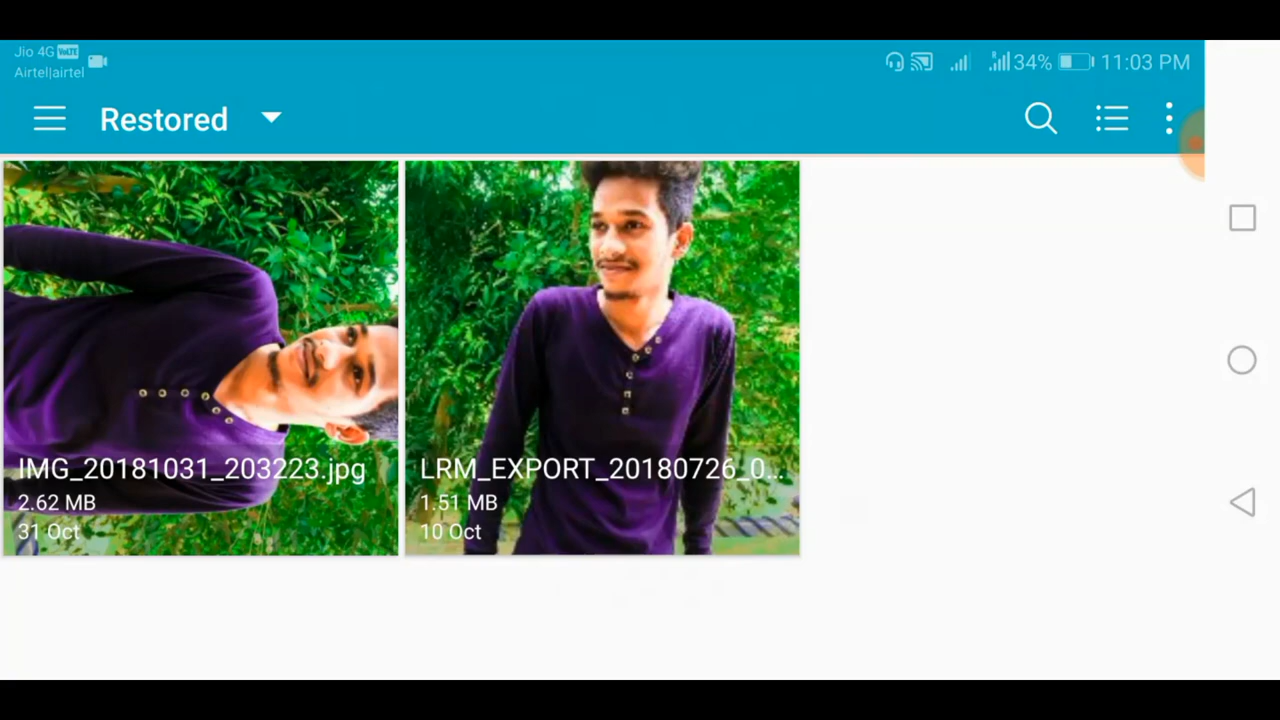 Jio 4G VoLTE
Airtel|airtel
R
34%
11:03 PM
Restored
IMG_20181031_203223.jpg
2.62 MB
31 Oct
LRM_EXPORT_20180726_0...
1.51 MB
10 Oct